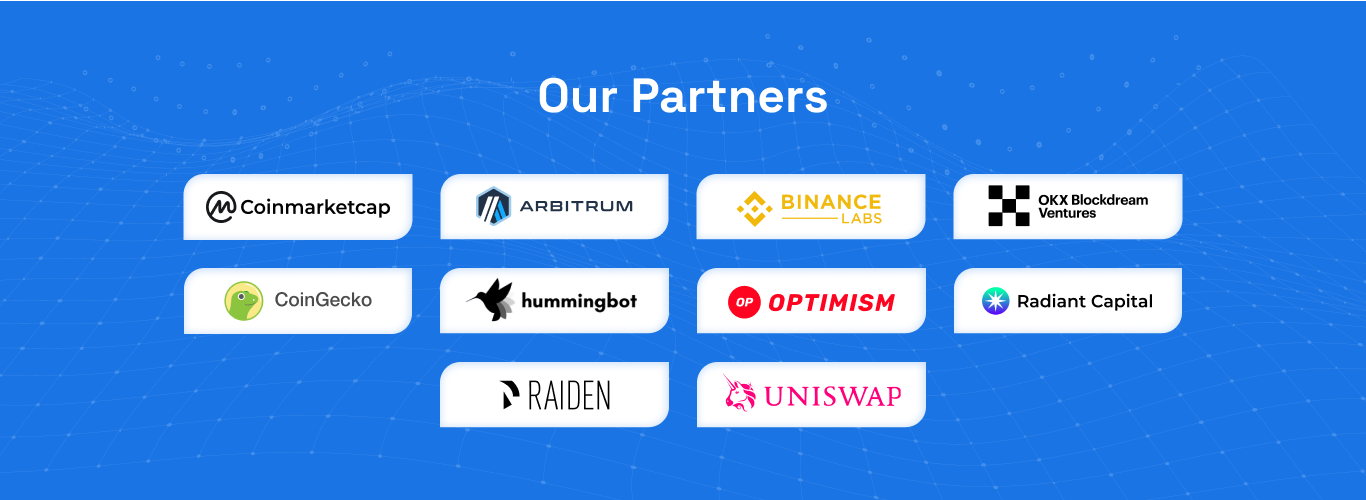 Our Partners
Coinmarketcap
ARBITRUM
BINANCE
LABS
OKX Blockdream
Ventures
CoinGecko
hummingbot
OP OPTIMISM
Radiant Capital
RAIDEN
UNISWAP